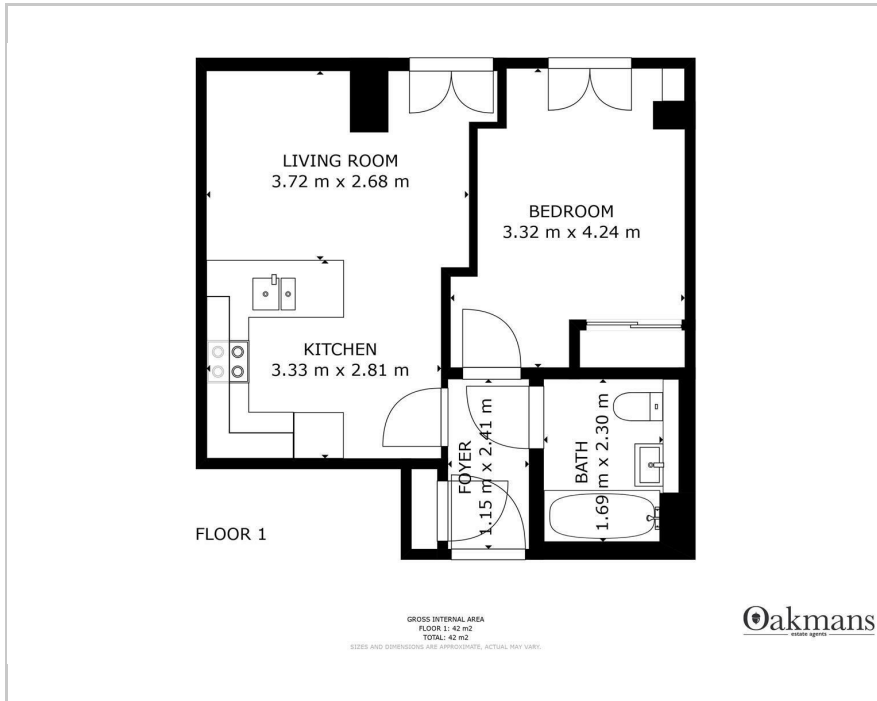 LIVING ROOM
3.72 m x 2.68 m
BEDROOM
3.32 m x 4.24 m
KITCHEN
3.33 m x 2.81 m
FOYER
1.15 m x 2.41 m
BATH
1.69 m x 2.30 m
FLOOR 1
GROSS INTERNAL AREA
FLOOR 1: 42 m2
TOTAL: 42 m2
SIZES AND DIMENSIONS ARE APPROXIMATE, ACTUAL MAY VARY.
Oakmans
estate agents